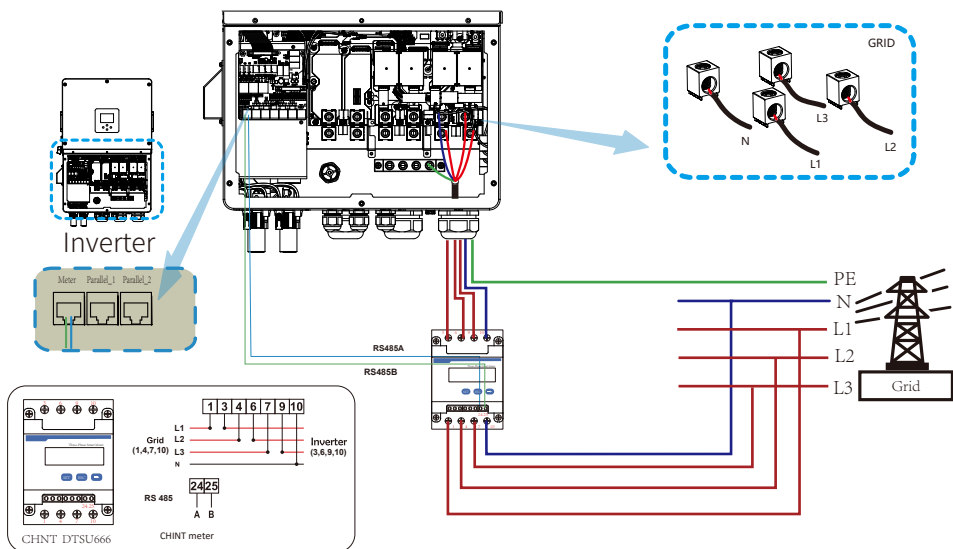 GRID
N
L3
L1
L2
Inverter
Meter Parallel_1 Parallel_2
PE
N
L1
L2
L3
Grid
RS485A
RS485B
1 3 4 6 7 9 10
L1
L2
L3
N
Grid
(1,4,7,10)
Inverter
(3,6,9,10)
24 25
RS 485
A B
CHNT DTSU666
CHINT meter